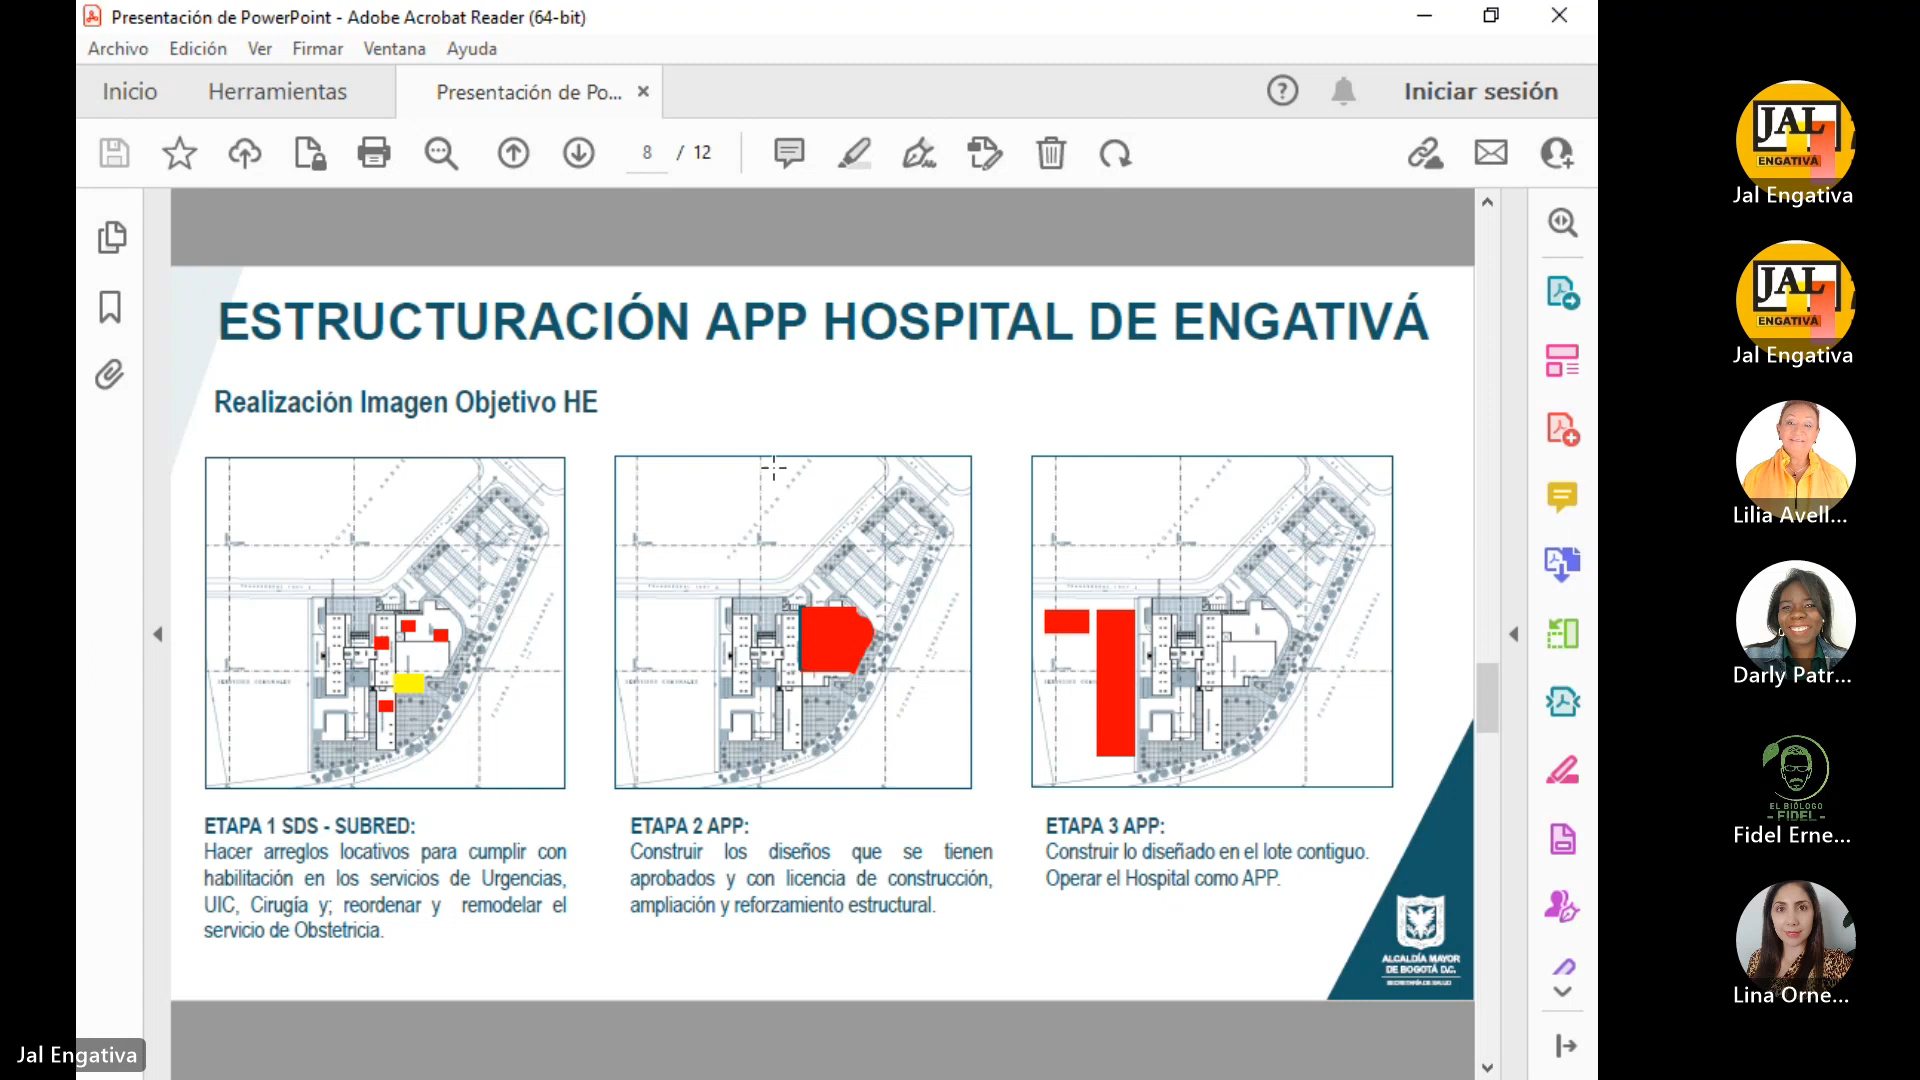 Presentación de PowerPoint - Adobe Acrobat Reader (64-bit)
Archivo Edición Ver Firmar Ventana Ayuda
Inicio Herramientas Presentación de Po... × Iniciar sesión
8 / 12
ESTRUCTURACIÓN APP HOSPITAL DE ENGATIVÁ
Realización Imagen Objetivo HE
ETAPA 1 SDS - SUBRED:
Hacer arreglos locativos para cumplir con
habilitación en los servicios de Urgencias,
UIC, Cirugía y; reordenar y remodelar el
servicio de Obstetricia.
ETAPA 2 APP:
Construir los diseños que se tienen
aprobados y con licencia de construcción,
ampliación y reforzamiento estructural.
ETAPA 3 APP:
Construir lo diseñado en el lote contiguo.
Operar el Hospital como APP.
ALCALDÍA MAYOR
DE BOGOTÁ D.C.
SECRETARÍA DE SALUD
JAL
ENGATIVÁ
Jal Engativa
JAL
ENGATIVÁ
Jal Engativa
Lilia Avell...
Darly Patr...
EL BIÓLOGO
- FIDEL -
Fidel Erne...
Lina Orne...
Jal Engativa